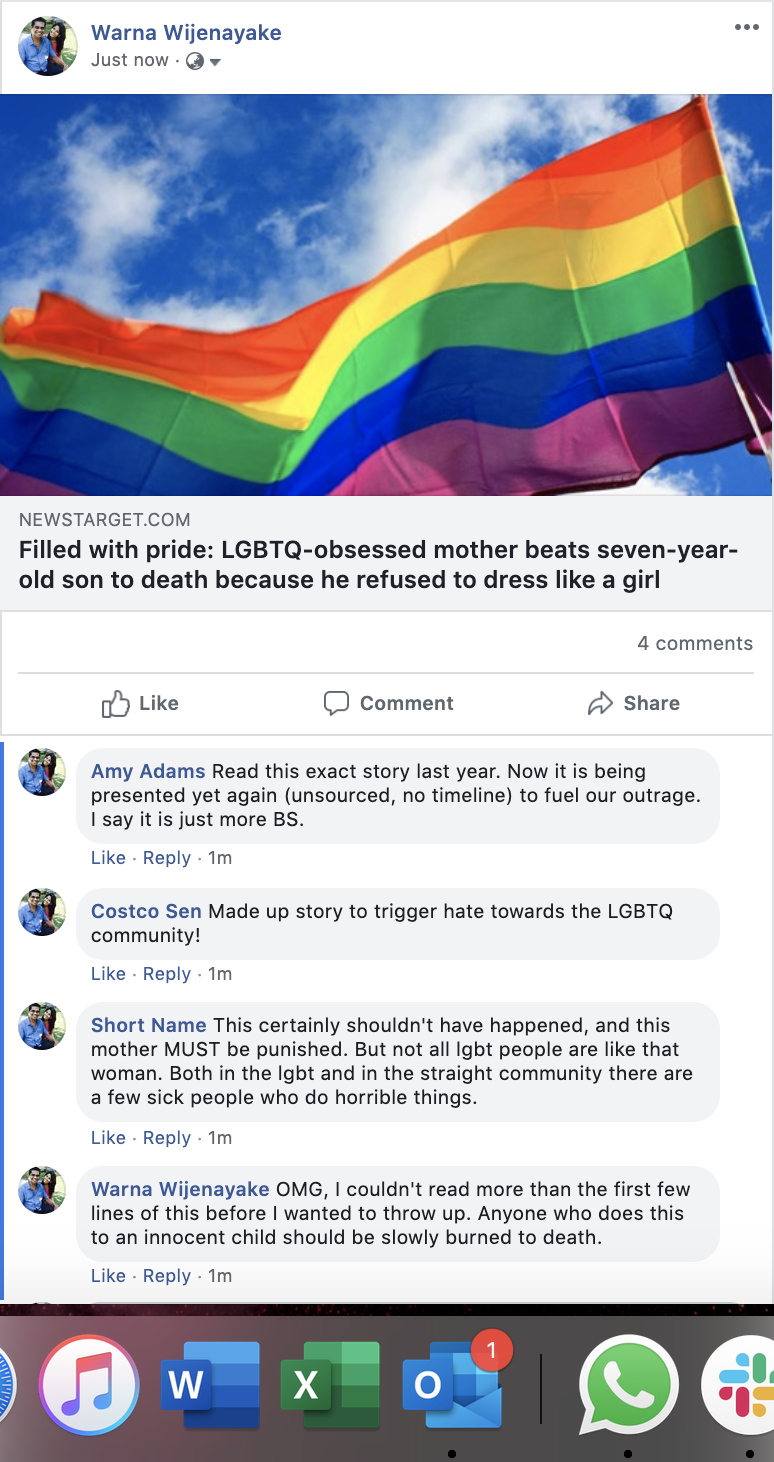 Warna Wijenayake
Just now ·
NEWSTARGET.COM
Filled with pride: LGBTQ-obsessed mother beats seven-year-
old son to death because he refused to dress like a girl
4 comments
Like Comment Share
Amy Adams Read this exact story last year. Now it is being
presented yet again (unsourced, no timeline) to fuel our outrage.
I say it is just more BS.
Like · Reply · 1m
Costco Sen Made up story to trigger hate towards the LGBTQ
community!
Like · Reply · 1m
Short Name This certainly shouldn't have happened, and this
mother MUST be punished. But not all lgbt people are like that
woman. Both in the lgbt and in the straight community there are
a few sick people who do horrible things.
Like · Reply · 1m
Warna Wijenayake OMG, I couldn't read more than the first few
lines of this before I wanted to throw up. Anyone who does this
to an innocent child should be slowly burned to death.
Like · Reply · 1m
W X O 1